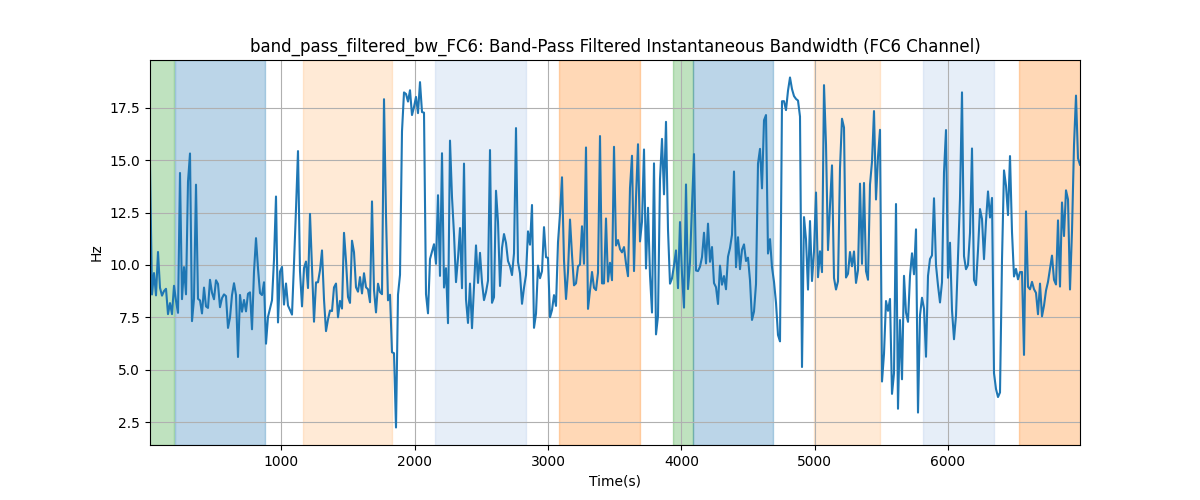 band_pass_filtered_bw_FC6: Band-Pass Filtered Instantaneous Bandwidth (FC6 Channel)
17.5
15.0
12.5
10.0
7.5
5.0
2.5
Hz
1000 2000 3000 4000 5000 6000
Time(s)